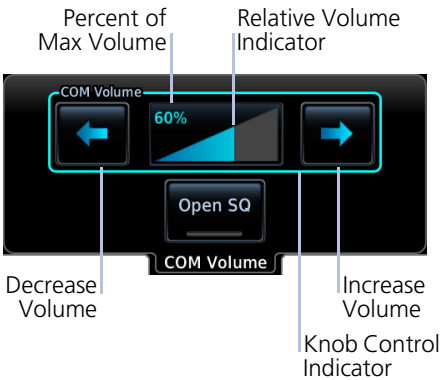 Percent of
Max Volume
Relative Volume
Indicator
COM Volume
60%
Open SQ
COM Volume
Decrease
Volume
Increase
Volume
Knob Control
Indicator